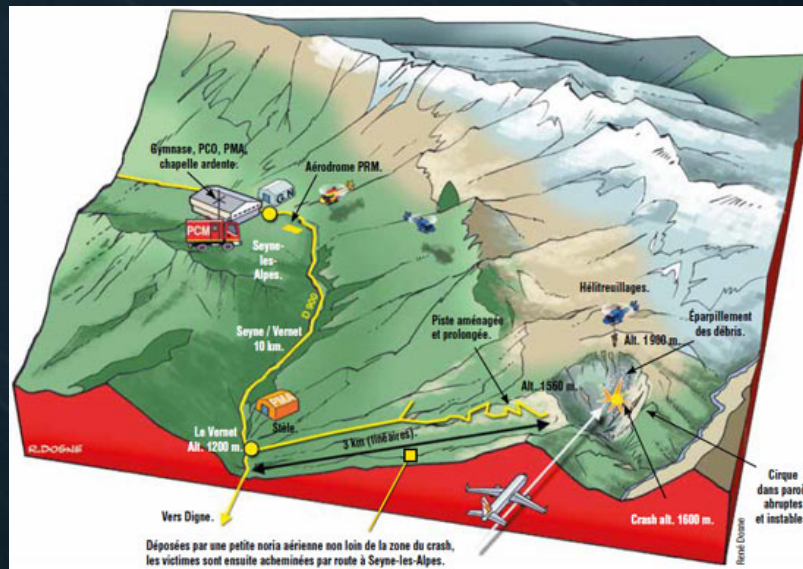 Gymnase, PCO, PMA,
chapelle ardente.
Aérodrome PRM.
G.N
PCM
Seyne-
les-
Alpes.
D 900
Hélitreuillages.
Éparpillement
des débris.
Piste aménagée
et prolongée.
Alt. 1900 m.
Seyne / Vernet
10 km.
Alt. 1560 m.
PMA
Stèle.
Le Vernet
Alt. 1200 m.
3 km (linéaires).
R.DOSNE
Cirque
dans paroi
abruptes
et instable
Crash alt. 1600 m.
René Dosne
Vers Digne.
Déposées par une petite noria aérienne non loin de la zone du crash,
les victimes sont ensuite acheminées par route à Seyne-les-Alpes.